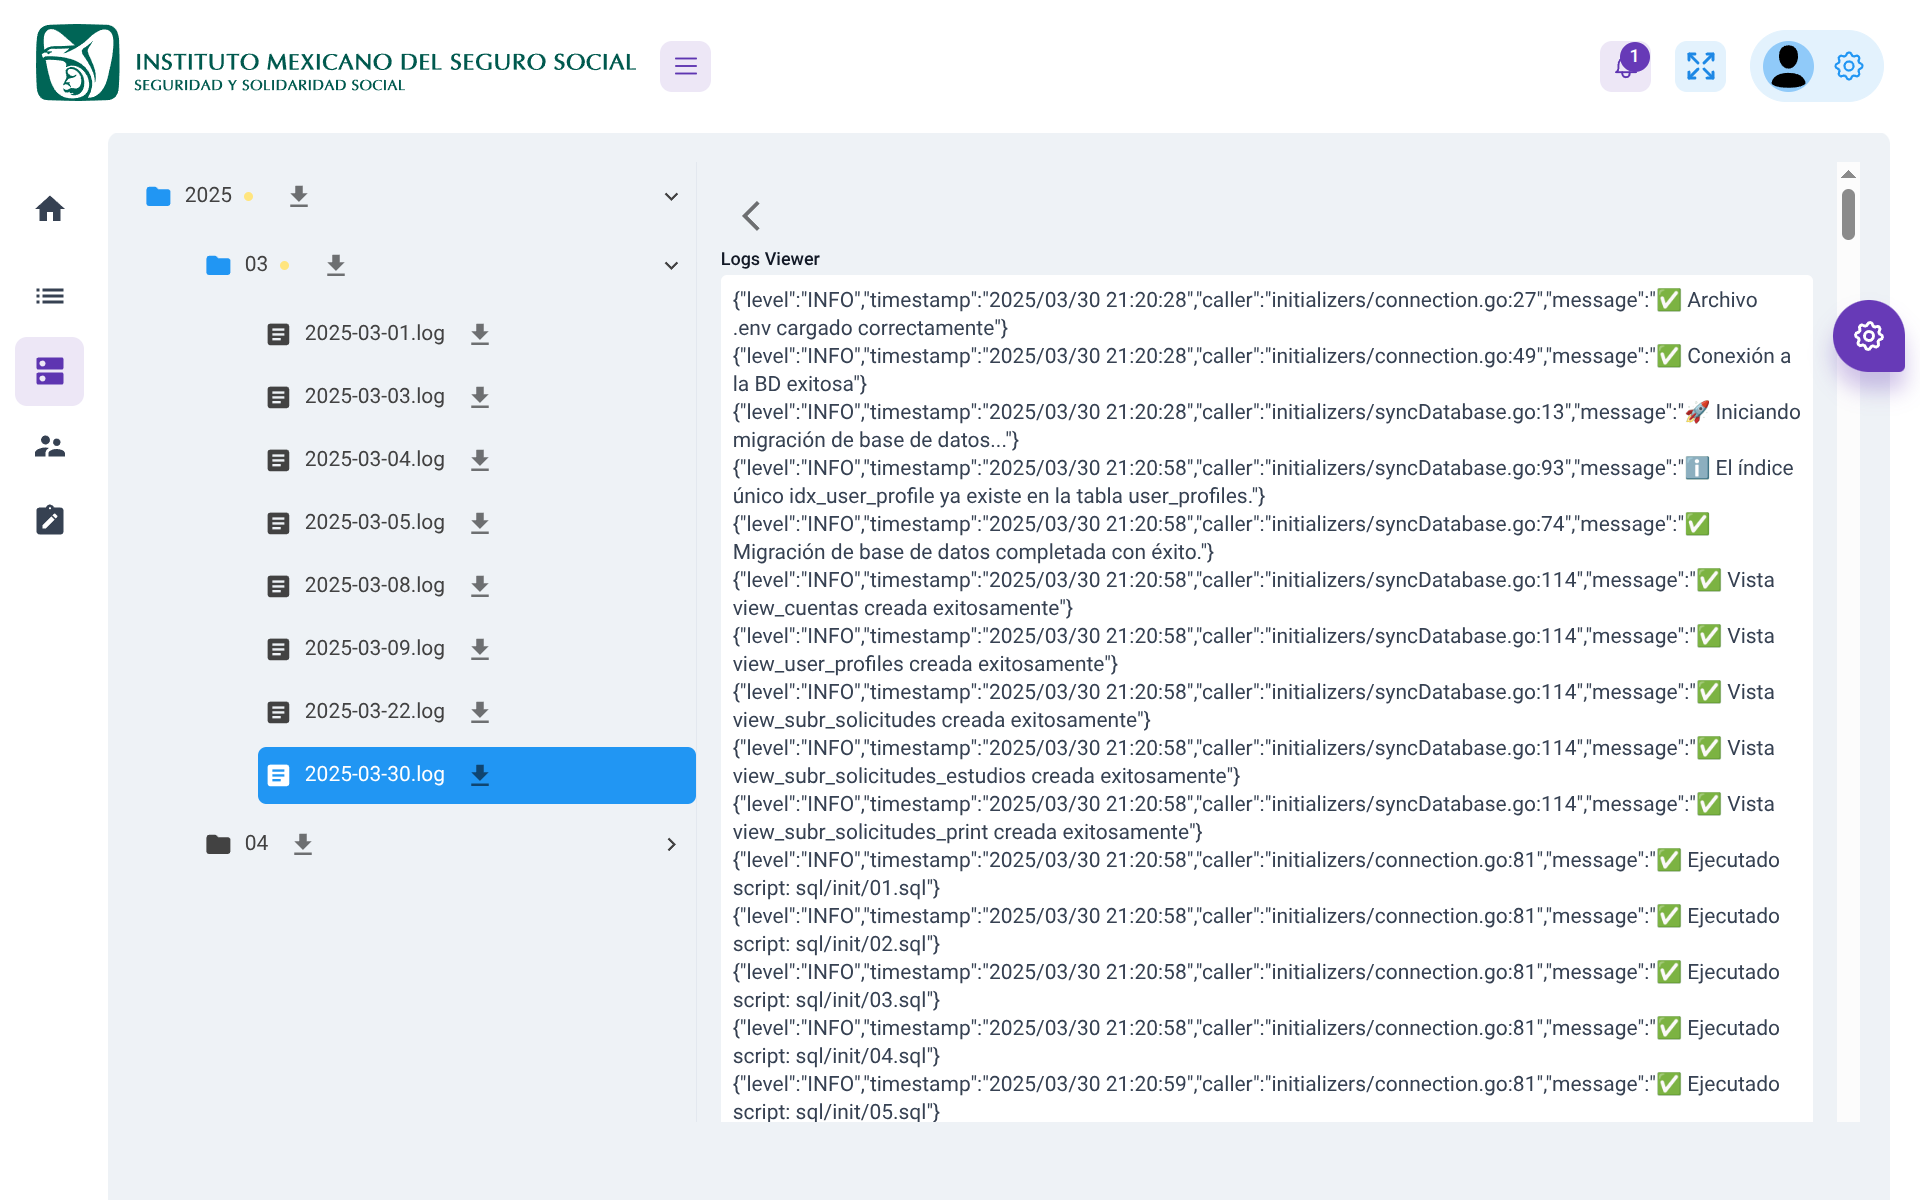 INSTITUTO MEXICANO DEL SEGURO SOCIAL
SEGURIDAD Y SOLIDARIDAD SOCIAL
1
2025
03
2025-03-01.log
2025-03-03.log
2025-03-04.log
2025-03-05.log
2025-03-08.log
2025-03-09.log
2025-03-22.log
2025-03-30.log
04
Logs Viewer
{"level":"INFO","timestamp":"2025/03/30 21:20:28","caller":"initializers/connection.go:27","message":"✅ Archivo
.env cargado correctamente"}
{"level":"INFO","timestamp":"2025/03/30 21:20:28","caller":"initializers/connection.go:49","message":"✅ Conexión a
la BD exitosa"}
{"level":"INFO","timestamp":"2025/03/30 21:20:28","caller":"initializers/syncDatabase.go:13","message":"🚀 Iniciando
migración de base de datos..."}
{"level":"INFO","timestamp":"2025/03/30 21:20:58","caller":"initializers/syncDatabase.go:93","message":"ℹ️ El índice
único idx_user_profile ya existe en la tabla user_profiles."}
{"level":"INFO","timestamp":"2025/03/30 21:20:58","caller":"initializers/syncDatabase.go:74","message":"✅
Migración de base de datos completada con éxito."}
{"level":"INFO","timestamp":"2025/03/30 21:20:58","caller":"initializers/syncDatabase.go:114","message":"✅ Vista
view_cuentas creada exitosamente"}
{"level":"INFO","timestamp":"2025/03/30 21:20:58","caller":"initializers/syncDatabase.go:114","message":"✅ Vista
view_user_profiles creada exitosamente"}
{"level":"INFO","timestamp":"2025/03/30 21:20:58","caller":"initializers/syncDatabase.go:114","message":"✅ Vista
view_subr_solicitudes creada exitosamente"}
{"level":"INFO","timestamp":"2025/03/30 21:20:58","caller":"initializers/syncDatabase.go:114","message":"✅ Vista
view_subr_solicitudes_estudios creada exitosamente"}
{"level":"INFO","timestamp":"2025/03/30 21:20:58","caller":"initializers/syncDatabase.go:114","message":"✅ Vista
view_subr_solicitudes_print creada exitosamente"}
{"level":"INFO","timestamp":"2025/03/30 21:20:58","caller":"initializers/connection.go:81","message":"✅ Ejecutado
script: sql/init/01.sql"}
{"level":"INFO","timestamp":"2025/03/30 21:20:58","caller":"initializers/connection.go:81","message":"✅ Ejecutado
script: sql/init/02.sql"}
{"level":"INFO","timestamp":"2025/03/30 21:20:58","caller":"initializers/connection.go:81","message":"✅ Ejecutado
script: sql/init/03.sql"}
{"level":"INFO","timestamp":"2025/03/30 21:20:58","caller":"initializers/connection.go:81","message":"✅ Ejecutado
script: sql/init/04.sql"}
{"level":"INFO","timestamp":"2025/03/30 21:20:59","caller":"initializers/connection.go:81","message":"✅ Ejecutado
script: sql/init/05.sql"}